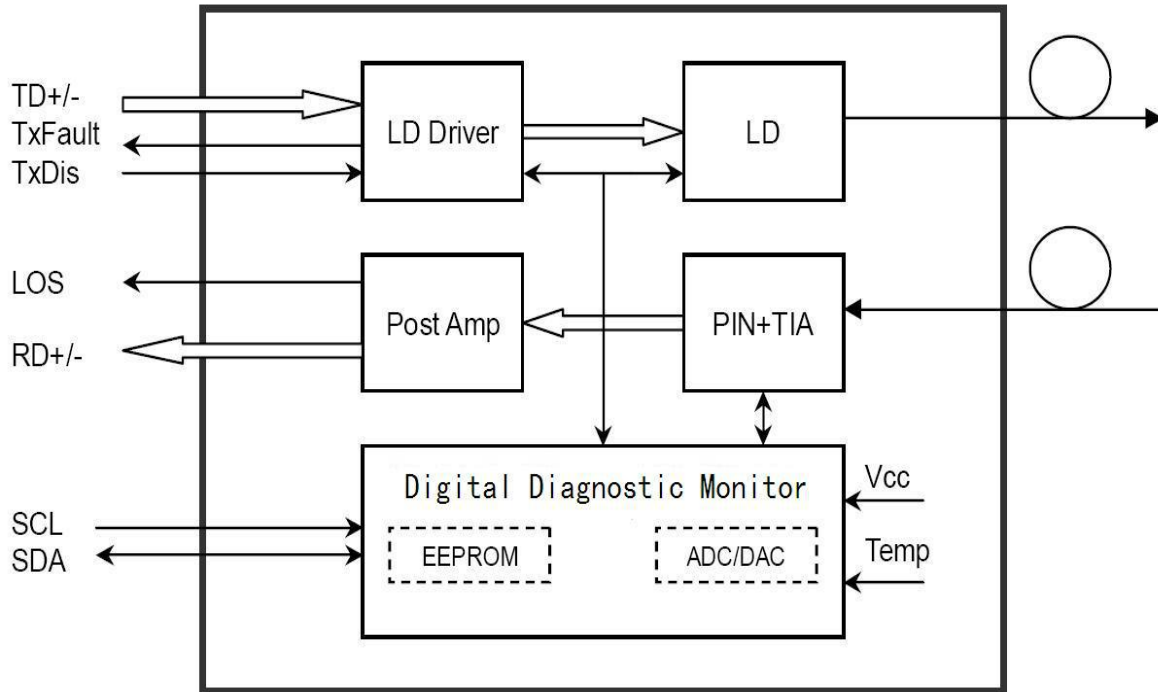 TD+/-
TxFault
TxDis
LD Driver
LD
LOS
RD+/-
Post Amp
PIN+TIA
Digital Diagnostic Monitor
EEPROM
ADC/DAC
SCL
SDA
Vcc
Temp